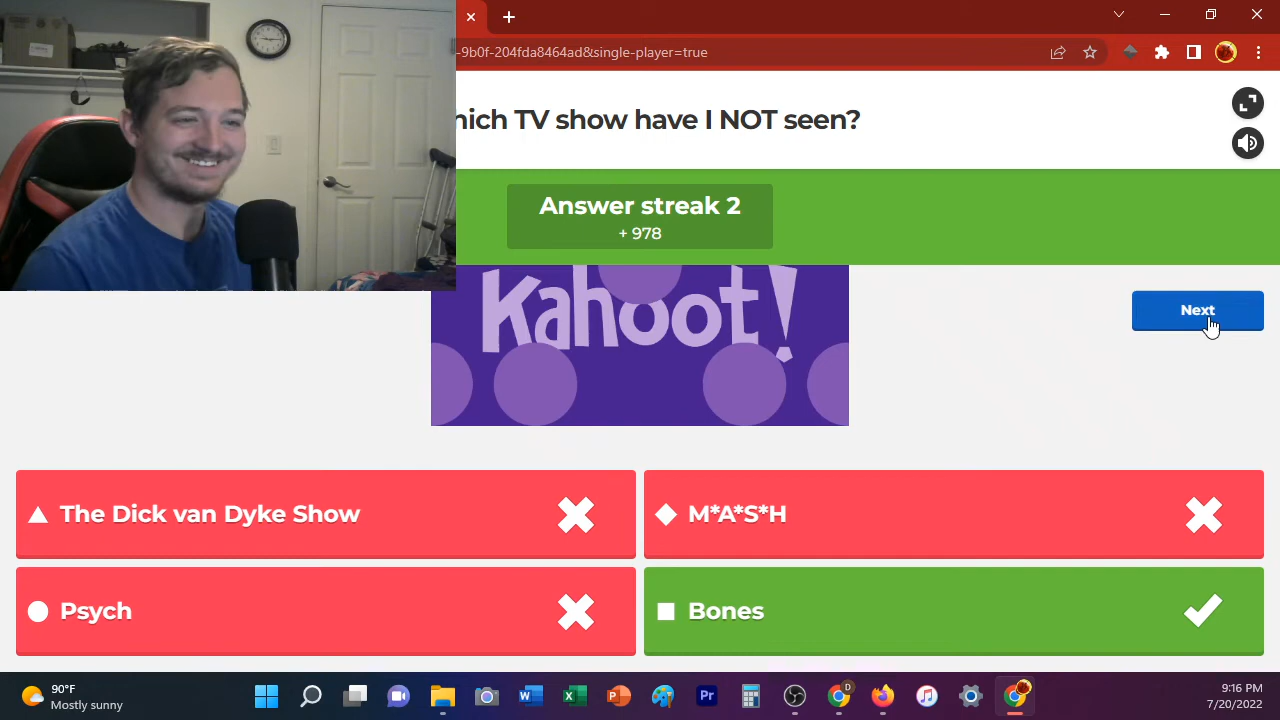 -9b0f-204fda8464ad&single-player=true
hich TV show have I NOT seen?
Answer streak 2
+ 978
Kahoot!
Next
The Dick van Dyke Show
M*A*S*H
Psych
Bones
90°F
Mostly sunny
W
X
P
Pr
D
9:16 PM
7/20/2022